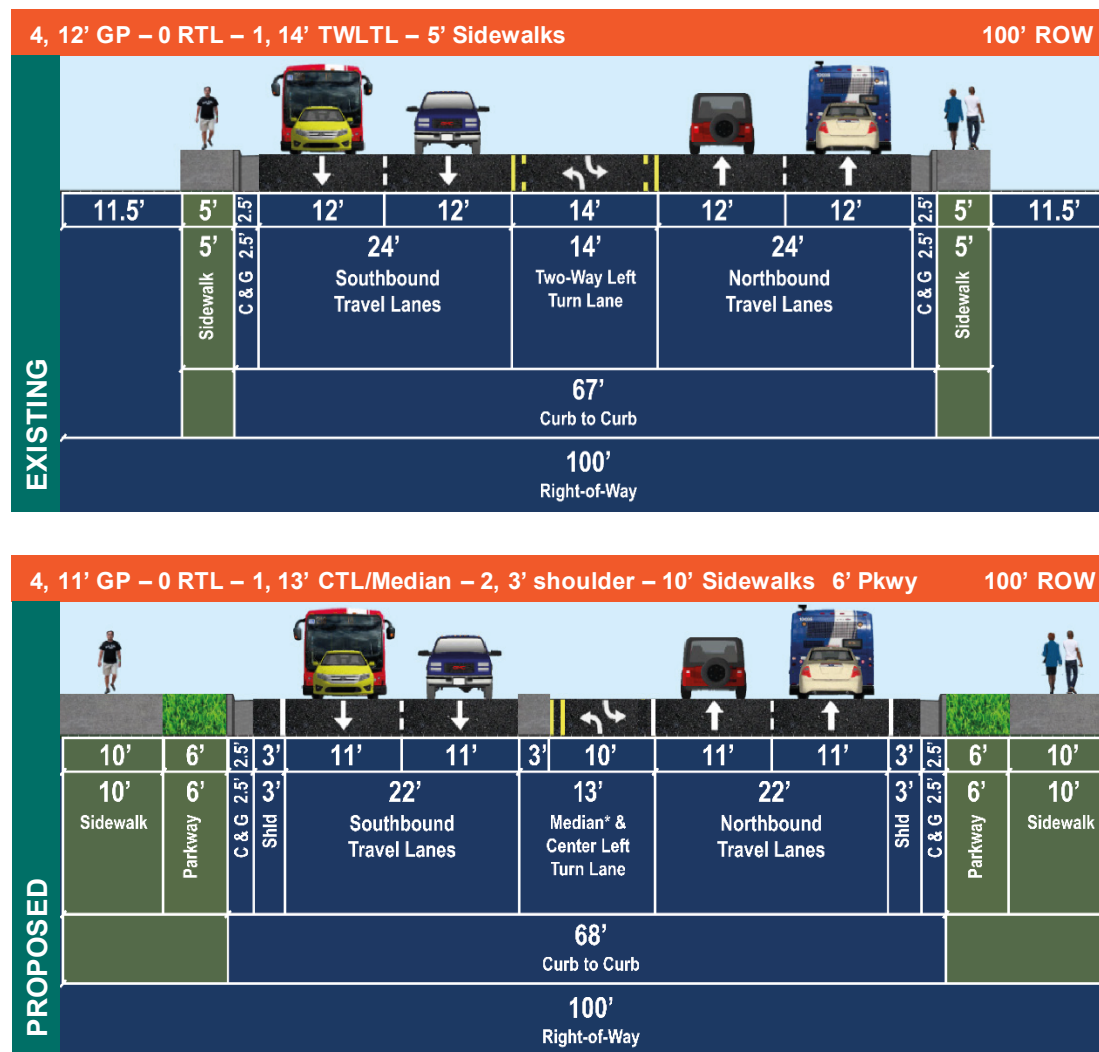 4, 12’ GP – 0 RTL – 1, 14’ TWLTL – 5’ Sidewalks 100’ ROW
11.5’ 5’ 2.5’ 12’ 12’ 14’ 12’ 12’ 2.5’ 5’ 11.5’
5’
Sidewalk
C & G 2.5’
24’
Southbound
Travel Lanes
14’
Two-Way Left
Turn Lane
24’
Northbound
Travel Lanes
C & G 2.5’
5’
Sidewalk
67’
Curb to Curb
100’
Right-of-Way
EXISTING
4, 11’ GP – 0 RTL – 1, 13’ CTL/Median – 2, 3’ shoulder – 10’ Sidewalks 6’ Pkwy 100’ ROW
10’ 6’ 2.5’ 3’ 11’ 11’ 3’ 10’ 11’ 11’ 3’ 2.5’ 6’ 10’
10’
Sidewalk
6’
Parkway
C & G 2.5’
3’
Shld
22’
Southbound
Travel Lanes
13’
Median* &
Center Left
Turn Lane
22’
Northbound
Travel Lanes
3’
Shld
C & G 2.5’
6’
Parkway
10’
Sidewalk
68’
Curb to Curb
100’
Right-of-Way
PROPOSED